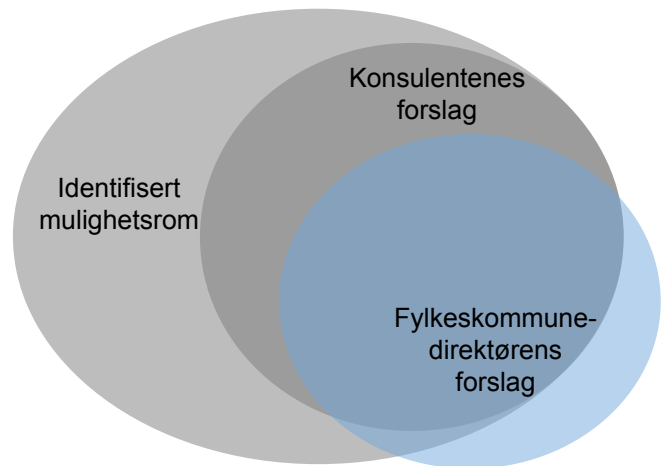 Konsulentenes
forslag
Identifisert
mulighetsrom
Fylkeskommune-
direktørens
forslag